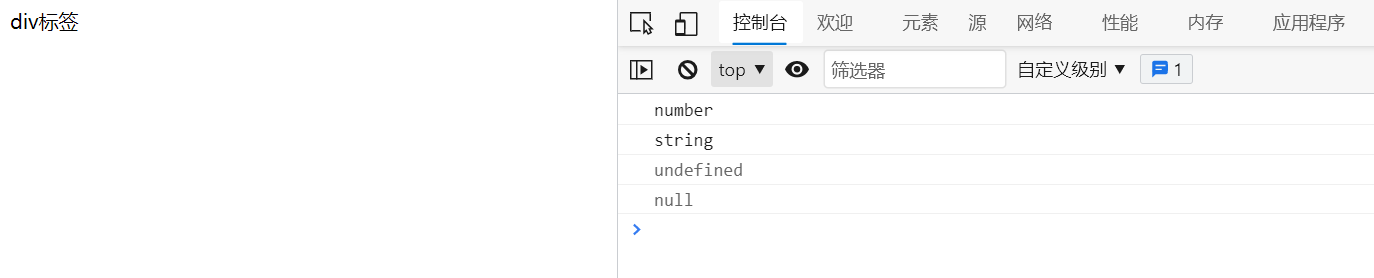 div标签
控制台 欢迎 元素 源 网络 性能 内存 应用程序
top ▼ 筛选器 自定义级别 ▼ 1
number
string
undefined
null